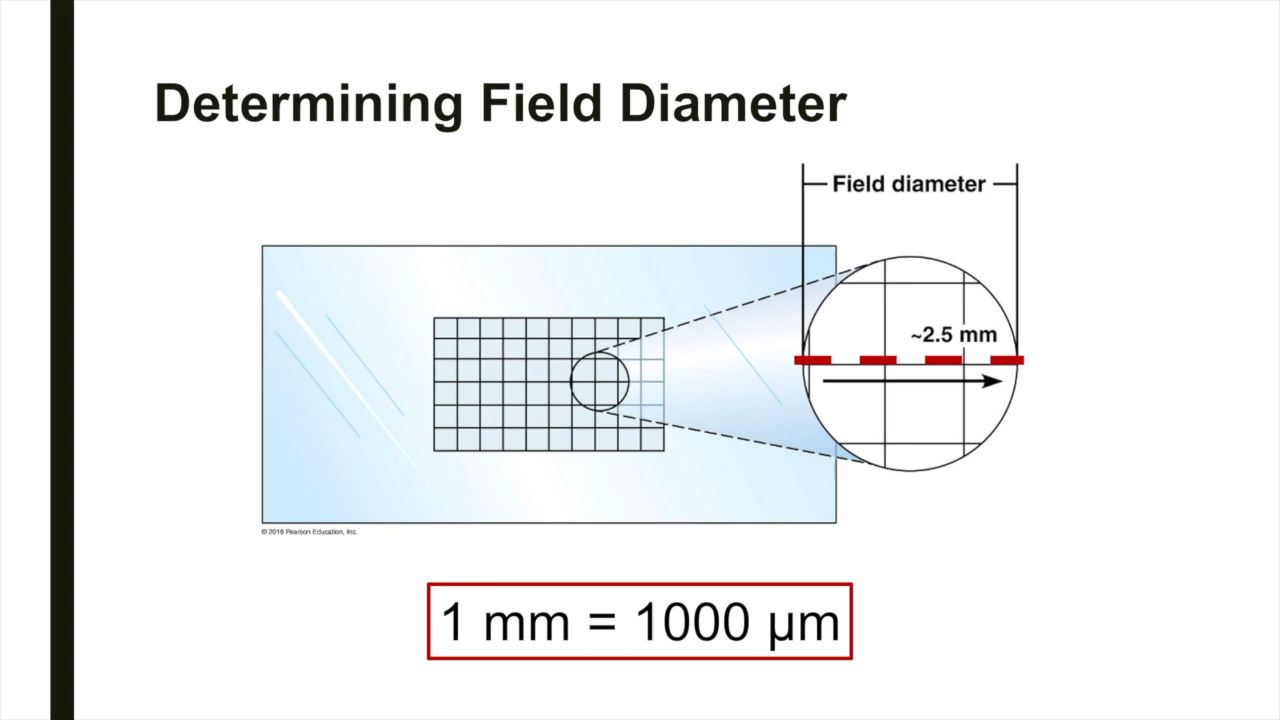 Determining Field Diameter
Field diameter
~2.5 mm
© 2016 Pearson Education, Inc.
1 mm = 1000 µm